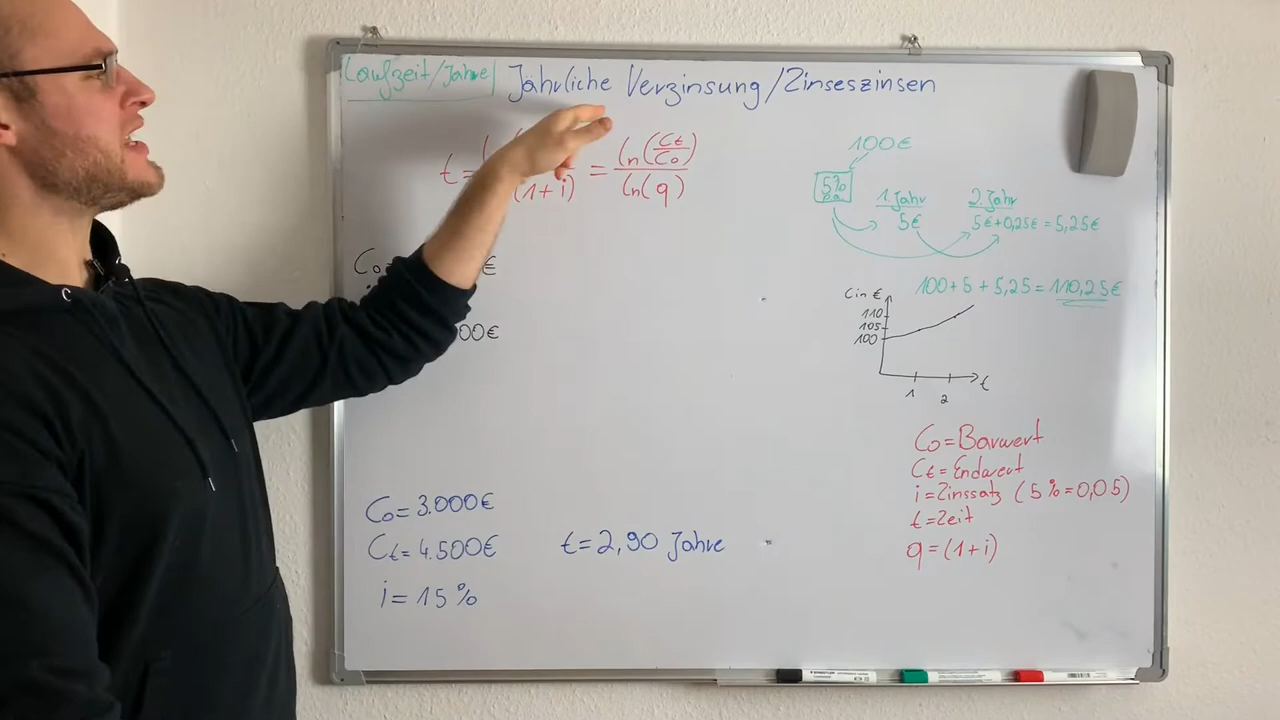 Laufzeit/Jahre Jährliche Verzinsung/Zinseszinsen
t= (1+i) = ln(Ct/C0) / ln(q)
C0= €
00€
C0= 3.000€
Ct= 4.500€
i= 15%
t=2,90 Jahre
100€
5% p.a.
1. Jahr
5€
2. Jahr
5€+0,25€=5,25€
100+5+5,25=110,25€
C in €
110
105
100
1 2 t
C0=Barwert
Ct=Endwert
i=Zinssatz (5%=0,05)
t=Zeit
q=(1+i)